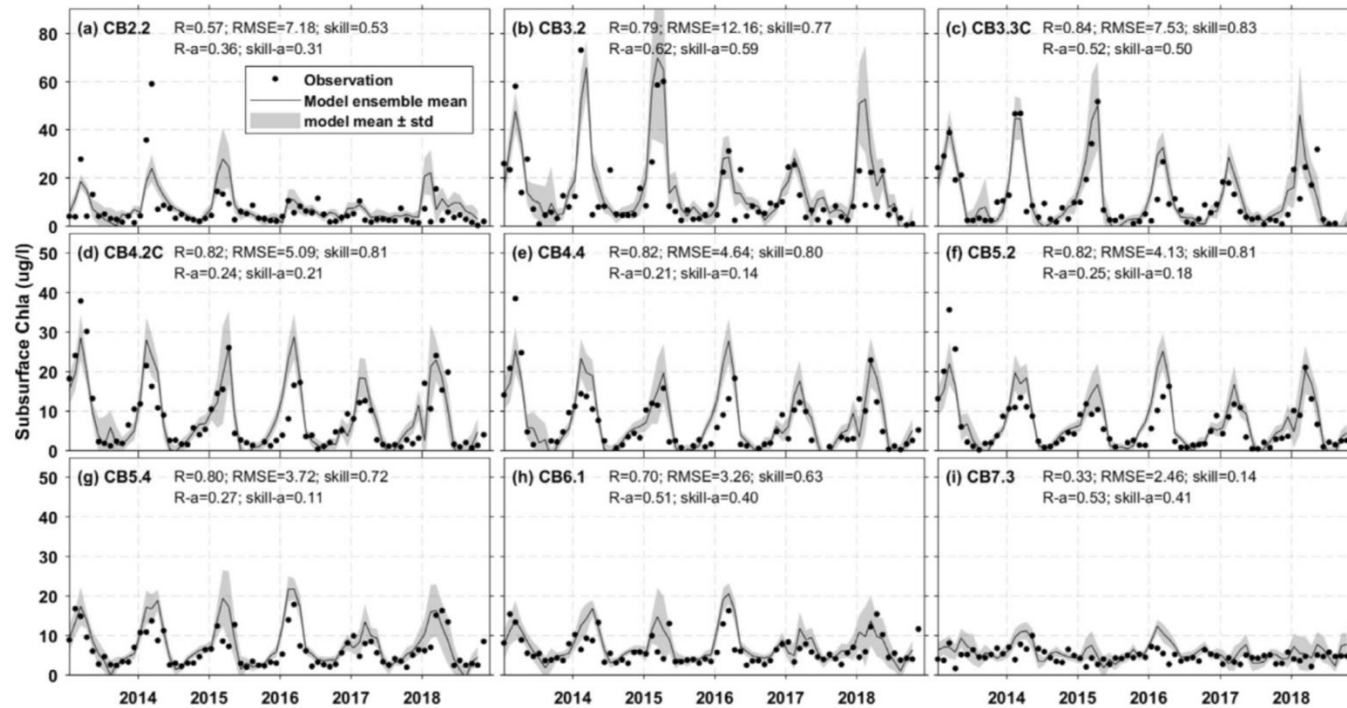 (a) CB2.2 R=0.57; RMSE=7.18; skill=0.53
R-a=0.36; skill-a=0.31
Observation
Model ensemble mean
model mean ± std
(b) CB3.2 R=0.79; RMSE=12.16; skill=0.77
R-a=0.62; skill-a=0.59
(c) CB3.3C R=0.84; RMSE=7.53; skill=0.83
R-a=0.52; skill-a=0.50
80
60
40
20
0
(d) CB4.2C R=0.82; RMSE=5.09; skill=0.81
R-a=0.24; skill-a=0.21
(e) CB4.4 R=0.82; RMSE=4.64; skill=0.80
R-a=0.21; skill-a=0.14
(f) CB5.2 R=0.82; RMSE=4.13; skill=0.81
R-a=0.25; skill-a=0.18
Subsurface Chla (ug/l)
50
40
30
20
10
0
(g) CB5.4 R=0.80; RMSE=3.72; skill=0.72
R-a=0.27; skill-a=0.11
(h) CB6.1 R=0.70; RMSE=3.26; skill=0.63
R-a=0.51; skill-a=0.40
(i) CB7.3 R=0.33; RMSE=2.46; skill=0.14
R-a=0.53; skill-a=0.41
50
40
30
20
10
0
2014 2015 2016 2017 2018
2014 2015 2016 2017 2018
2014 2015 2016 2017 2018